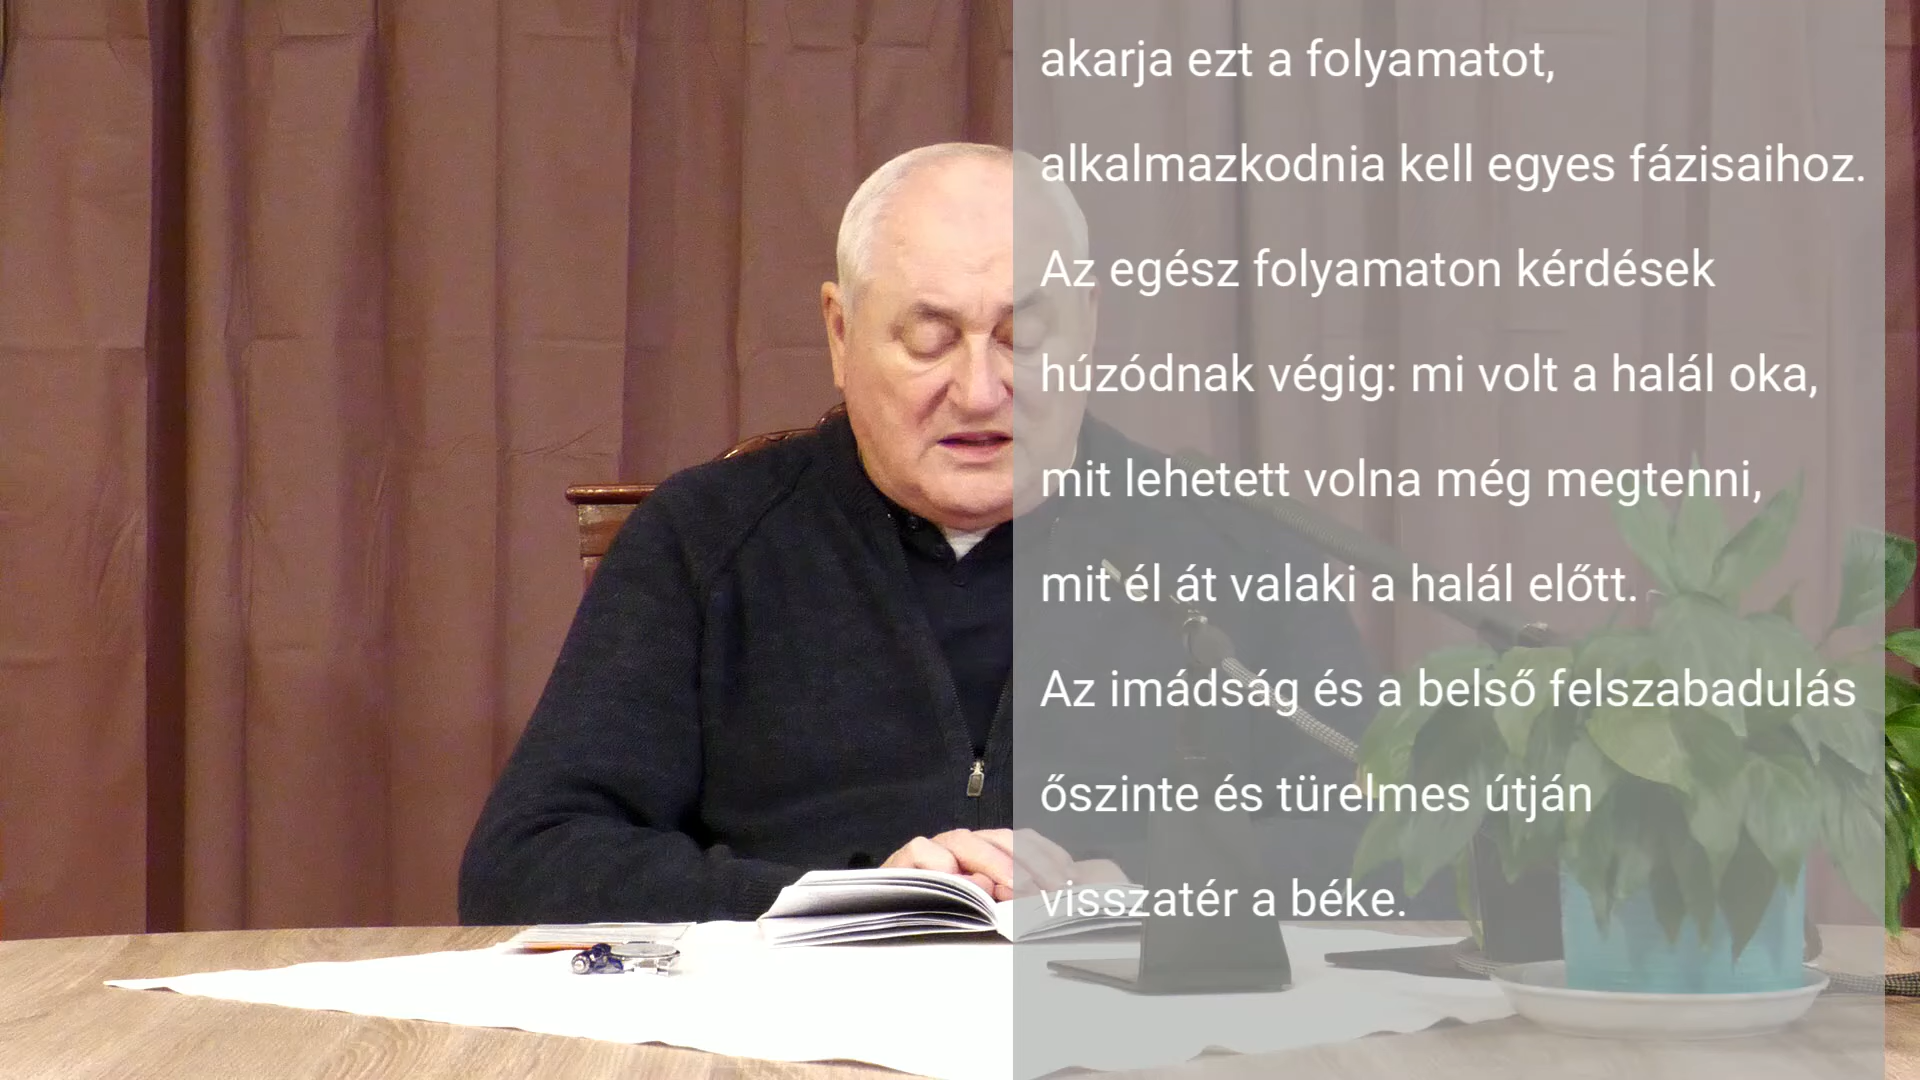 akarja ezt a folyamatot,
alkalmazkodnia kell egyes fázisaihoz.
Az egész folyamaton kérdések
húzódnak végig: mi volt a halál oka,
mit lehetett volna még megtenni,
mit él át valaki a halál előtt.
Az imádság és a belső felszabadulás
őszinte és türelmes útján
visszatér a béke.